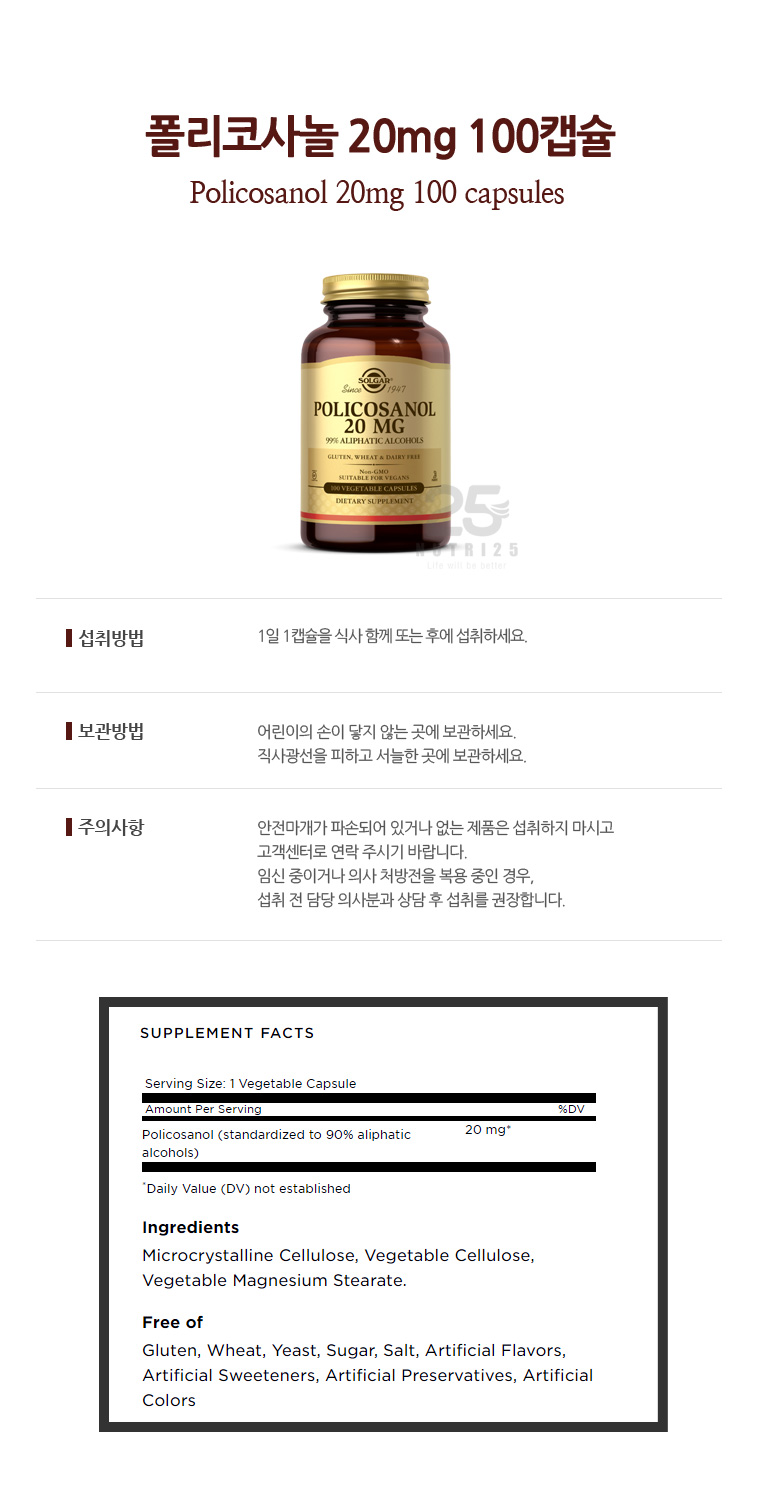 폴리코사놀 20mg 100캡슐
Policosanol 20mg 100 capsules
SOLGAR®
Since 1947
POLICOSANOL
20 MG
99% ALIPHATIC ALCOHOLS
GLUTEN, WHEAT & DAIRY FREE
Non-GMO
SUITABLE FOR VEGANS
100 VEGETABLE CAPSULES
DIETARY SUPPLEMENT
25
NUTRI25
Life will be better
섭취방법
1일 1캡슐을 식사 함께 또는 후에 섭취하세요.
보관방법
어린이의 손이 닿지 않는 곳에 보관하세요.
직사광선을 피하고 서늘한 곳에 보관하세요.
주의사항
안전마개가 파손되어 있거나 없는 제품은 섭취하지 마시고
고객센터로 연락 주시기 바랍니다.
임신 중이거나 의사 처방전을 복용 중인 경우,
섭취 전 담당 의사분과 상담 후 섭취를 권장합니다.
SUPPLEMENT FACTS
Serving Size: 1 Vegetable Capsule
Amount Per Serving %DV
Policosanol (standardized to 90% aliphatic 20 mg*
alcohols)
*Daily Value (DV) not established
Ingredients
Microcrystalline Cellulose, Vegetable Cellulose,
Vegetable Magnesium Stearate.
Free of
Gluten, Wheat, Yeast, Sugar, Salt, Artificial Flavors,
Artificial Sweeteners, Artificial Preservatives, Artificial
Colors